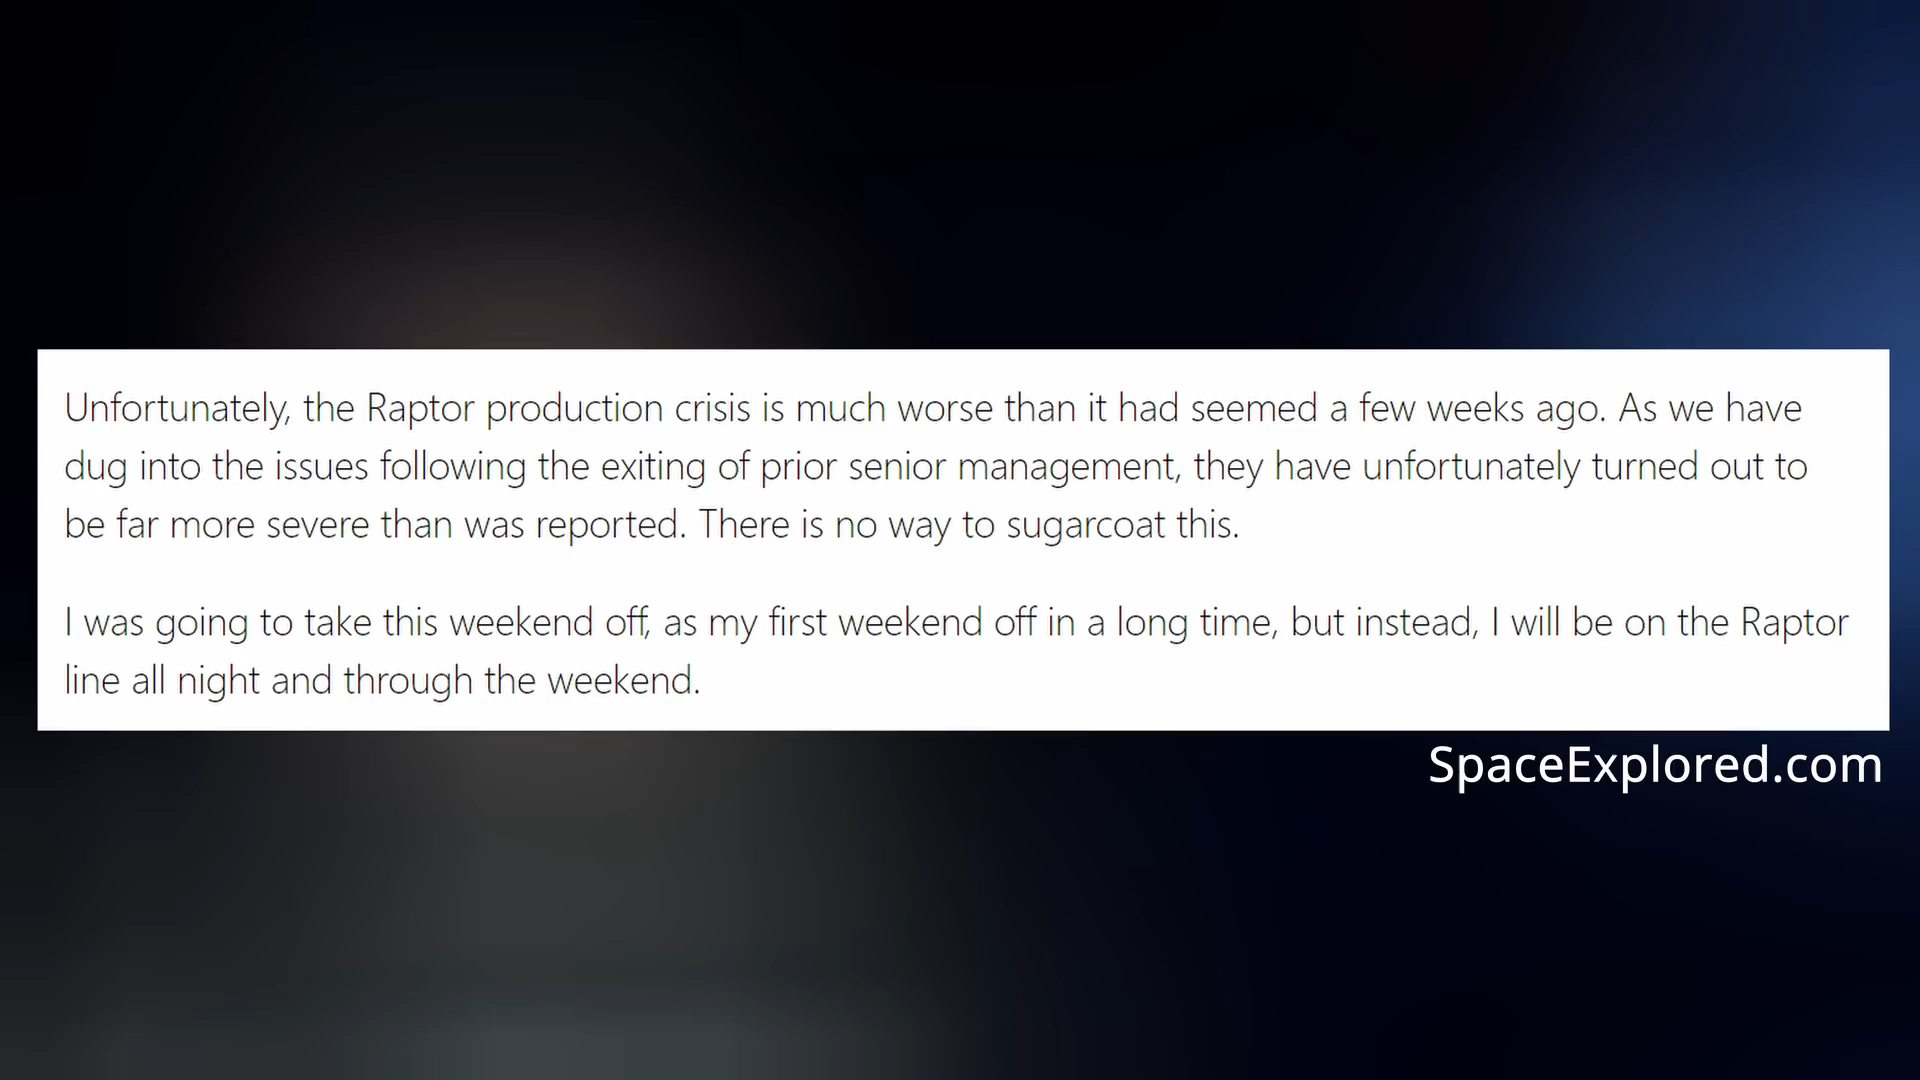 Unfortunately, the Raptor production crisis is much worse than it had seemed a few weeks ago. As we have
dug into the issues following the exiting of prior senior management, they have unfortunately turned out to
be far more severe than was reported. There is no way to sugarcoat this.
I was going to take this weekend off, as my first weekend off in a long time, but instead, I will be on the Raptor
line all night and through the weekend.
SpaceExplored.com